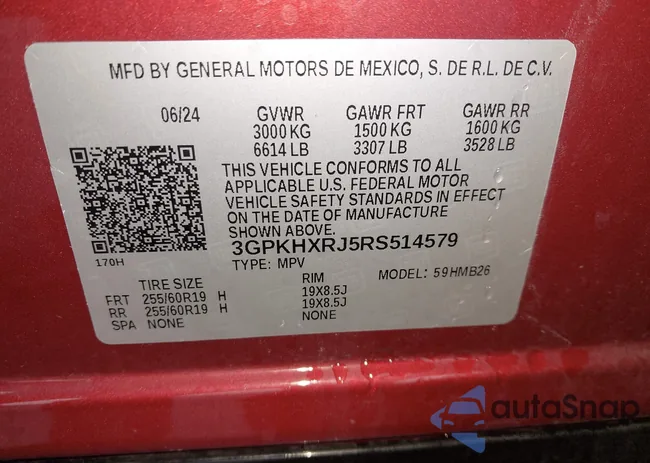 MFD BY GENERAL MOTORS DE MEXICO, S. DE R.L. DE C.V.
06/24 GVWR GAWR FRT GAWR RR
3000 KG 1500 KG 1600 KG
6614 LB 3307 LB 3528 LB
THIS VEHICLE CONFORMS TO ALL
APPLICABLE U.S. FEDERAL MOTOR
VEHICLE SAFETY STANDARDS IN EFFECT
ON THE DATE OF MANUFACTURE
SHOWN ABOVE.
3GPKHXRJ5RS514579
170H
TYPE: MPV MODEL: 59HMB26
TIRE SIZE RIM
FRT 255/60R19 H 19X8.5J
RR 255/60R19 H 19X8.5J
SPA NONE NONE
autoSnap